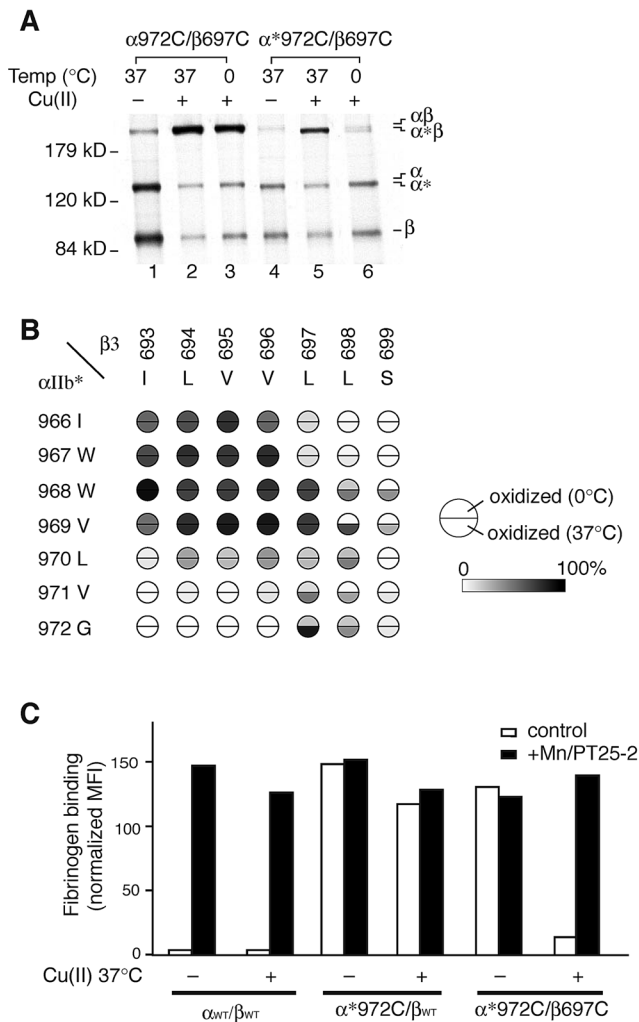 A
α972C/β697C α*972C/β697C
Temp (°C) 37 37 0 37 37 0
Cu(II) − + + − + +
αβ
α*β
179 kD
α
120 kD
α*
β
84 kD
1 2 3 4 5 6
B
β3 693 694 695 696 697 698 699
αIIb* I L V V L L S
966 I
967 W
968 W
969 V
970 L
971 V
972 G
oxidized (0°C)
oxidized (37°C)
0 100%
C
control
+Mn/PT25-2
Fibrinogen binding
(normalized MFI)
150
100
50
0
Cu(II) 37°C − + − + − +
αWT/βWT α*972C/βWT α*972C/β697C